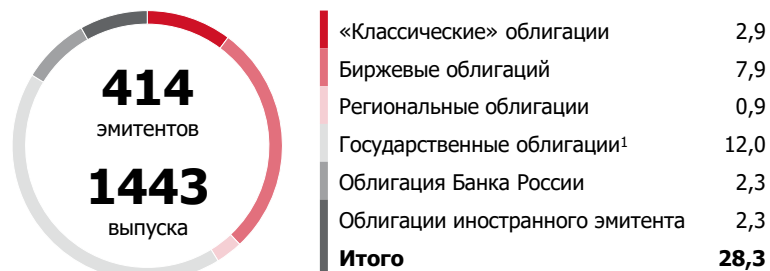 414
эмитентов
1443
выпуска
«Классические» облигации 2,9
Биржевые облигаций 7,9
Региональные облигации 0,9
Государственные облигации1 12,0
Облигация Банка России 2,3
Облигации иностранного эмитента 2,3
Итого 28,3